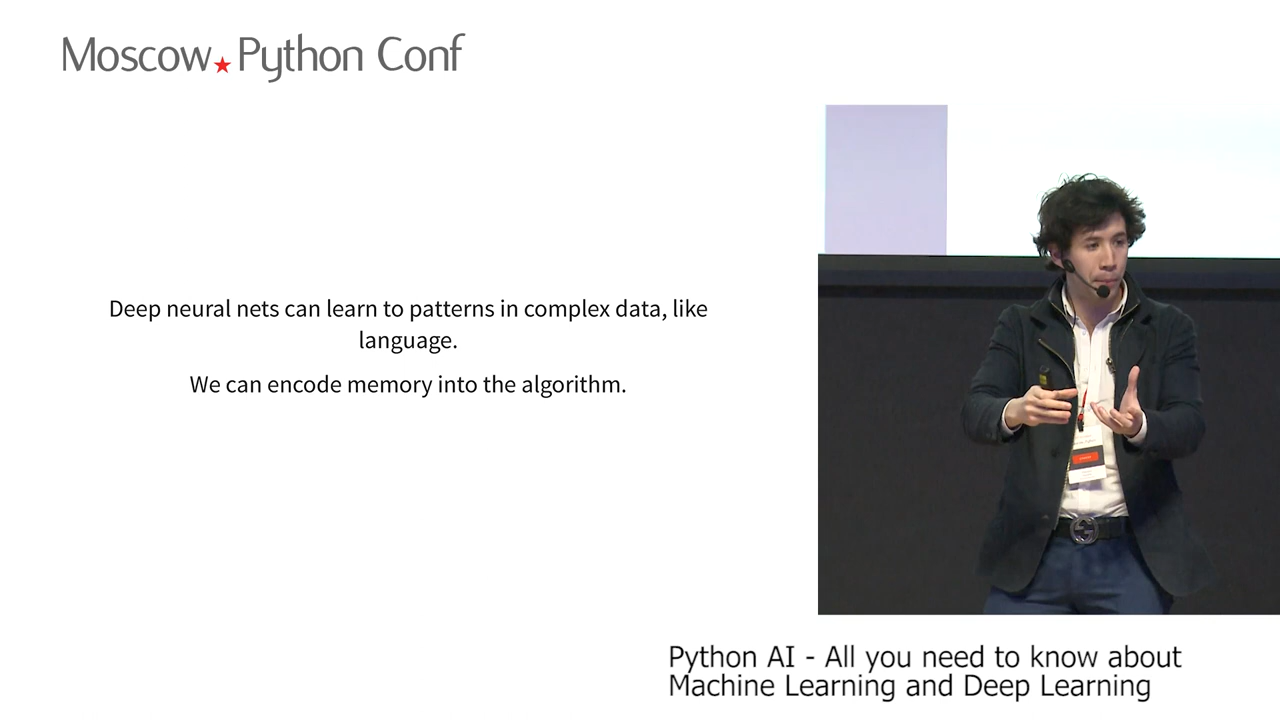 Moscow Python Conf
Deep neural nets can learn to patterns in complex data, like
language.
We can encode memory into the algorithm.
Python AI - All you need to know about
Machine Learning and Deep Learning